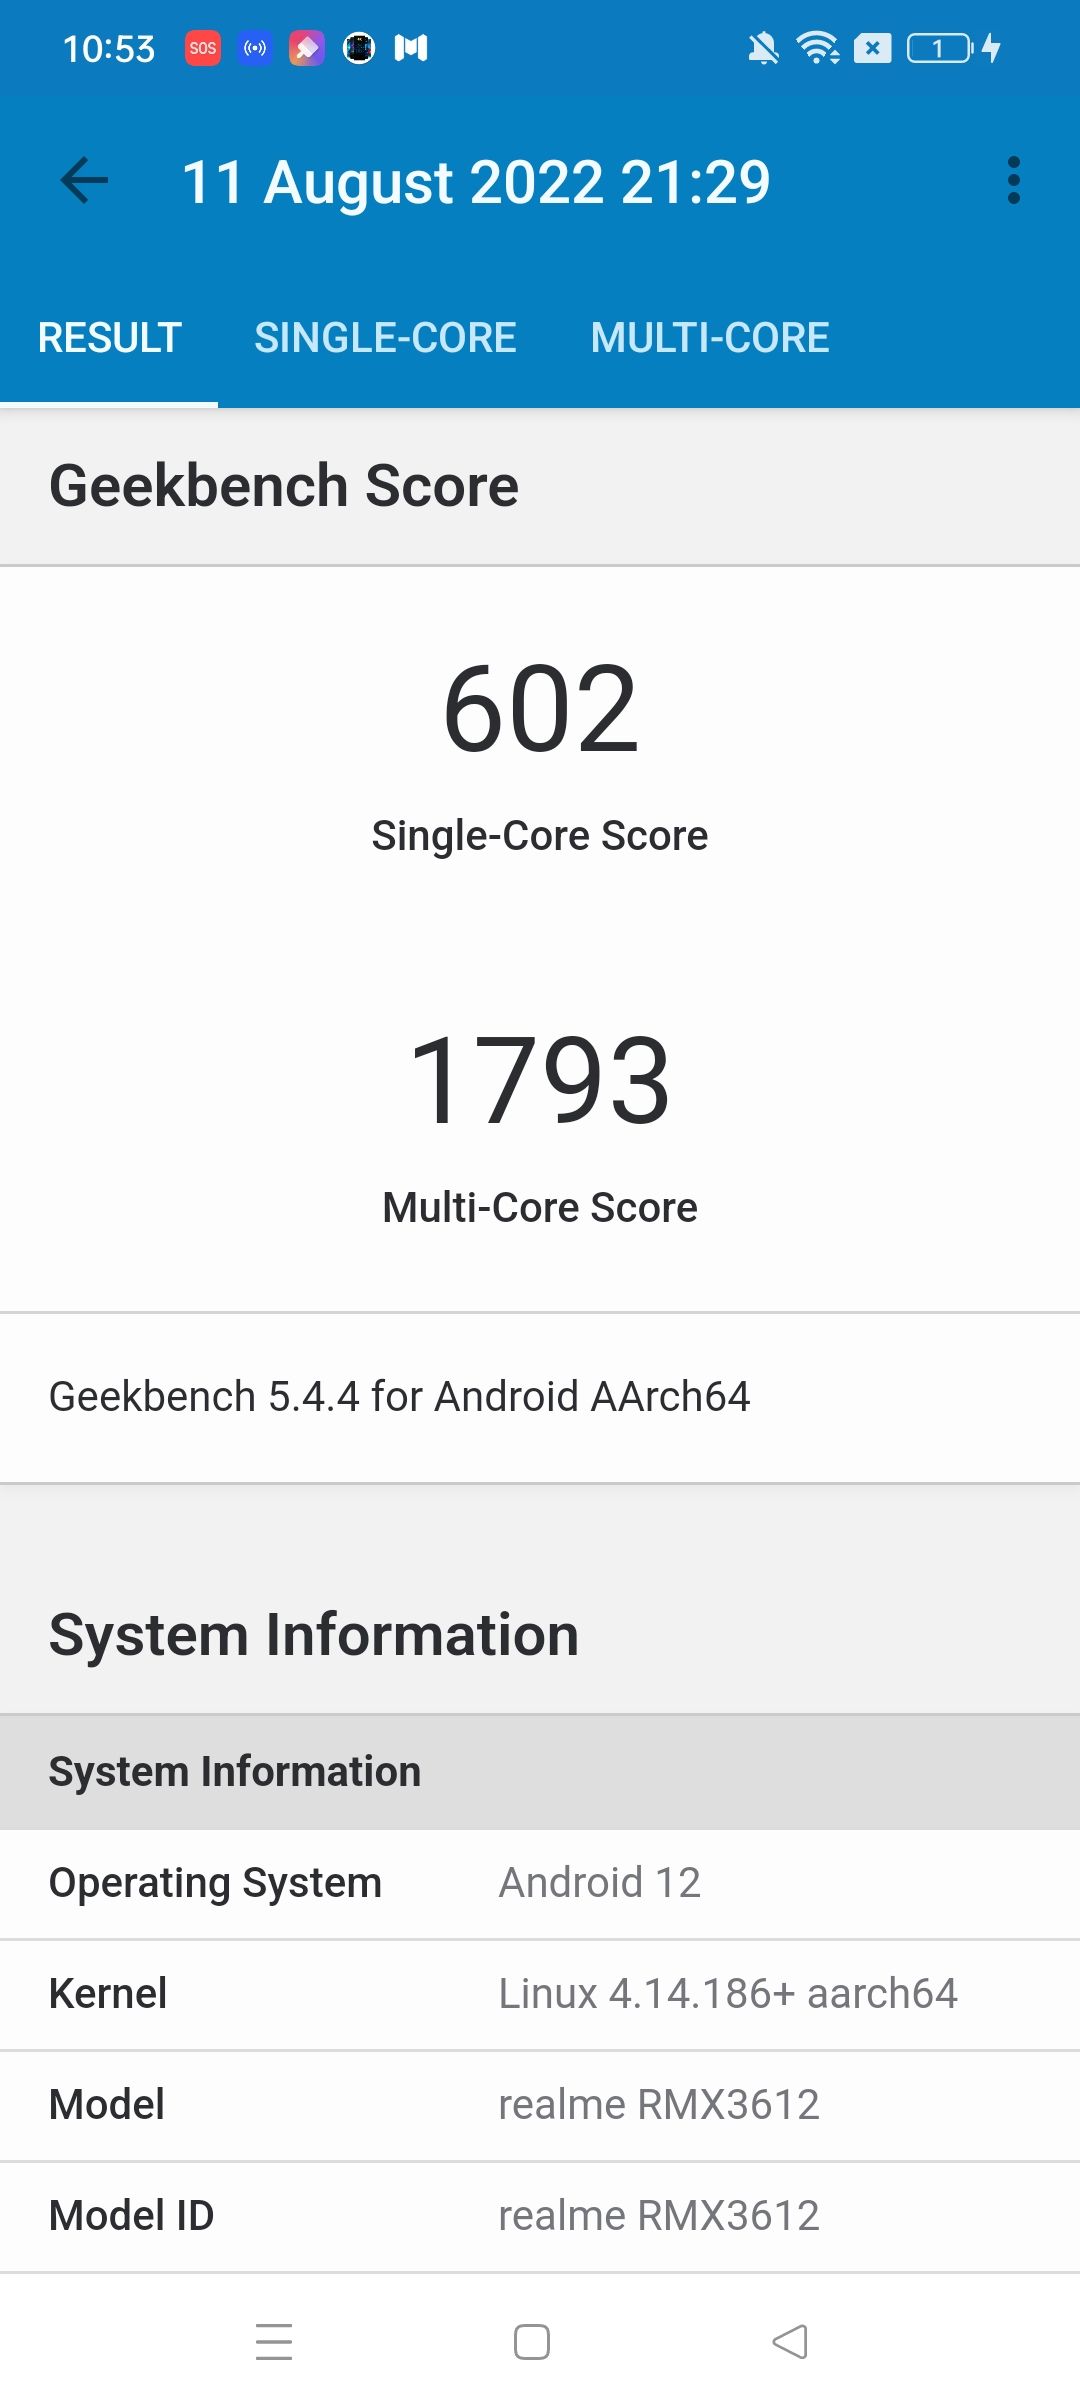 10:53 SOS 1
11 August 2022 21:29
RESULT SINGLE-CORE MULTI-CORE
Geekbench Score
602
Single-Core Score
1793
Multi-Core Score
Geekbench 5.4.4 for Android AArch64
System Information
System Information
Operating System Android 12
Kernel Linux 4.14.186+ aarch64
Model realme RMX3612
Model ID realme RMX3612